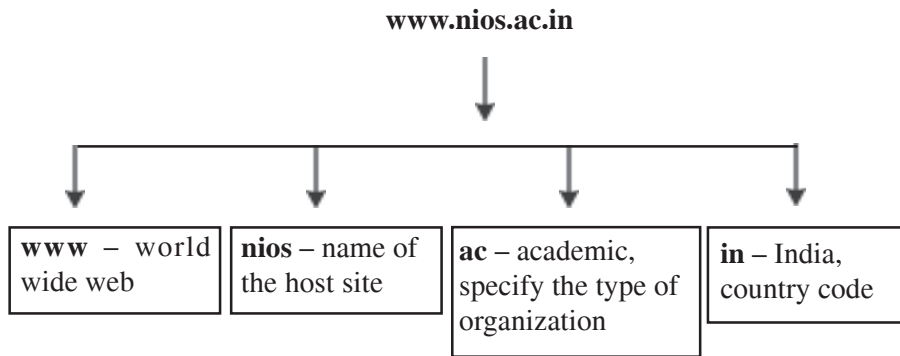 www.nios.ac.in
www – world
wide web
nios – name of
the host site
ac – academic,
specify the type of
organization
in – India,
country code